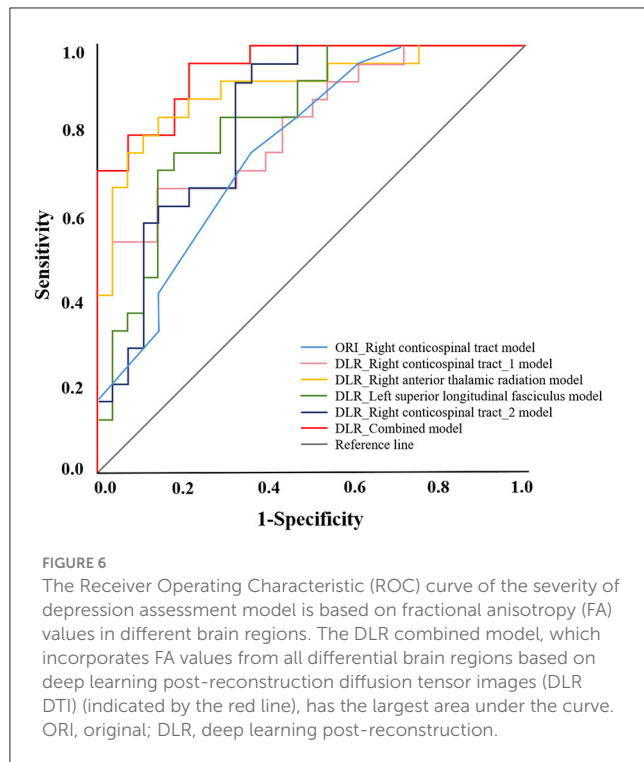 1.0
0.8
0.6
0.4
0.2
0.0
Sensitivity
ORI_Right conticospinal tract model
DLR_Right conticospinal tract_1 model
DLR_Right anterior thalamic radiation model
DLR_Left superior longitudinal fasciculus model
DLR_Right conticospinal tract_2 model
DLR_Combined model
Reference line
0.0 0.2 0.4 0.6 0.8 1.0
1-Specificity
FIGURE 6
The Receiver Operating Characteristic (ROC) curve of the severity of
depression assessment model is based on fractional anisotropy (FA)
values in different brain regions. The DLR combined model, which
incorporates FA values from all differential brain regions based on
deep learning post-reconstruction diffusion tensor images (DLR
DTI) (indicated by the red line), has the largest area under the curve.
ORI, original; DLR, deep learning post-reconstruction.